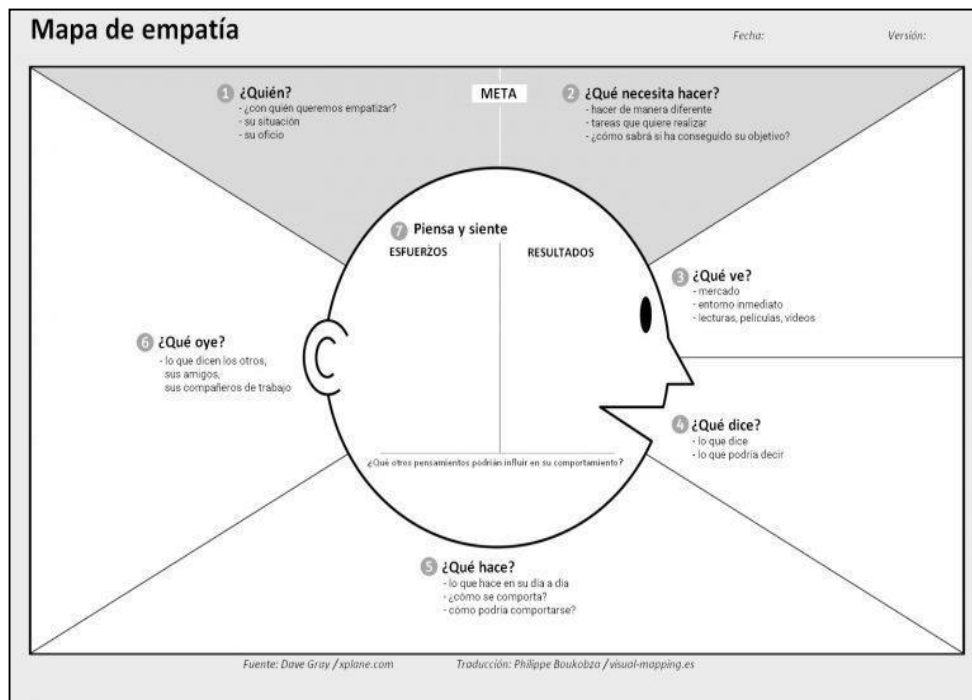 Mapa de empatía
Fecha:
Versión:
1 ¿Quién?
- ¿con quién queremos empatizar?
- su situación
- su oficio
META
2 ¿Qué necesita hacer?
- hacer de manera diferente
- tareas que quiere realizar
- ¿cómo sabrá si ha conseguido su objetivo?
3 ¿Qué ve?
- mercado
- entorno inmediato
- lecturas, películas, vídeos
4 ¿Qué dice?
- lo que dice
- lo que podría decir
5 ¿Qué hace?
- lo que hace en su día a día
- ¿cómo se comporta?
- cómo podría comportarse?
6 ¿Qué oye?
- lo que dicen los otros,
sus amigos,
sus compañeros de trabajo
7 Piensa y siente
ESFUERZOS
RESULTADOS
¿Qué otros pensamientos podrían influir en su comportamiento?
Fuente: Dave Gray / xplane.com
Traducción: Philippe Boukobza / visual-mapping.es